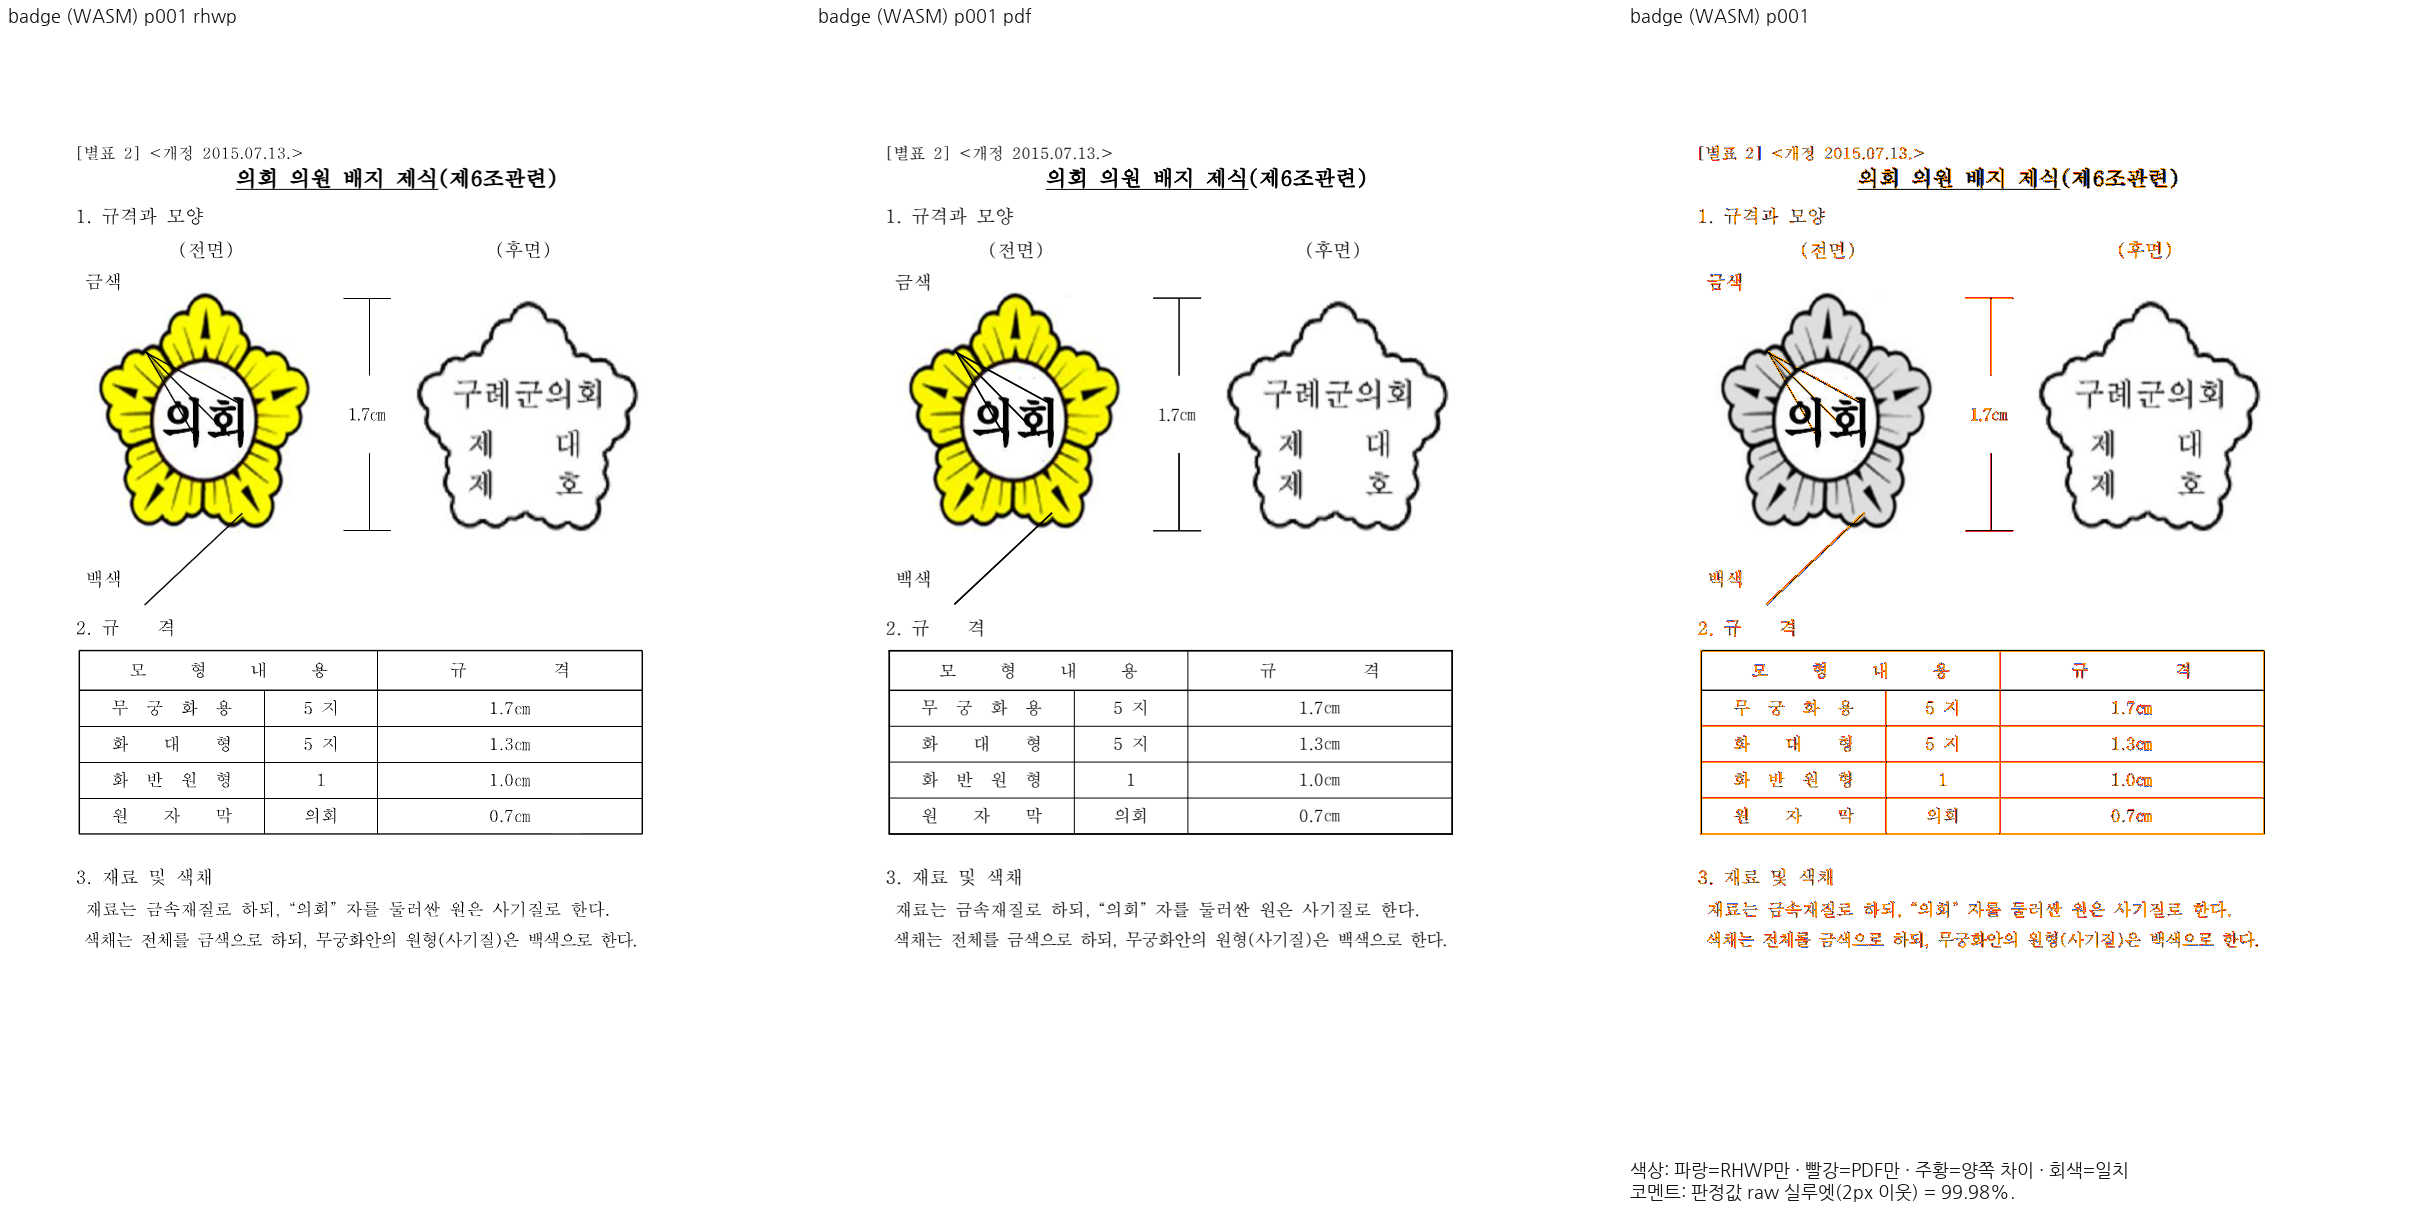 badge (WASM) p001 rhwp
[별표 2] <개정 2015.07.13.>
의회 의원 배지 제식(제6조관련)
1. 규격과 모양
(전면) (후면)
금색
의회
1.7㎝
구례군의회
제 대
제 호
백색
2. 규 격
모 형 내 용 규 격
무 궁 화 용 5 지 1.7㎝
화 대 형 5 지 1.3㎝
화 반 원 형 1 1.0㎝
원 자 막 의회 0.7㎝
3. 재료 및 색채
재료는 금속재질로 하되, “의회” 자를 둘러싼 원은 사기질로 한다.
색채는 전체를 금색으로 하되, 무궁화안의 원형(사기질)은 백색으로 한다.
badge (WASM) p001 pdf
[별표 2] <개정 2015.07.13.>
의회 의원 배지 제식(제6조관련)
1. 규격과 모양
(전면) (후면)
금색
의회
1.7㎝
구례군의회
제 대
제 호
백색
2. 규 격
모 형 내 용 규 격
무 궁 화 용 5 지 1.7㎝
화 대 형 5 지 1.3㎝
화 반 원 형 1 1.0㎝
원 자 막 의회 0.7㎝
3. 재료 및 색채
재료는 금속재질로 하되, “의회” 자를 둘러싼 원은 사기질로 한다.
색채는 전체를 금색으로 하되, 무궁화안의 원형(사기질)은 백색으로 한다.
badge (WASM) p001
[별표 2] <개정 2015.07.13.>
의회 의원 배지 제식(제6조관련)
1. 규격과 모양
(전면) (후면)
금색
의회
1.7㎝
구례군의회
제 대
제 호
백색
2. 규 격
모 형 내 용 규 격
무 궁 화 용 5 지 1.7㎝
화 대 형 5 지 1.3㎝
화 반 원 형 1 1.0㎝
원 자 막 의회 0.7㎝
3. 재료 및 색채
재료는 금속재질로 하되, “의회” 자를 둘러싼 원은 사기질로 한다.
색채는 전체를 금색으로 하되, 무궁화안의 원형(사기질)은 백색으로 한다.
색상: 파랑=RHWP만 · 빨강=PDF만 · 주황=양쪽 차이 · 회색=일치
코멘트: 판정값 raw 실루엣(2px 이웃) = 99.98%.